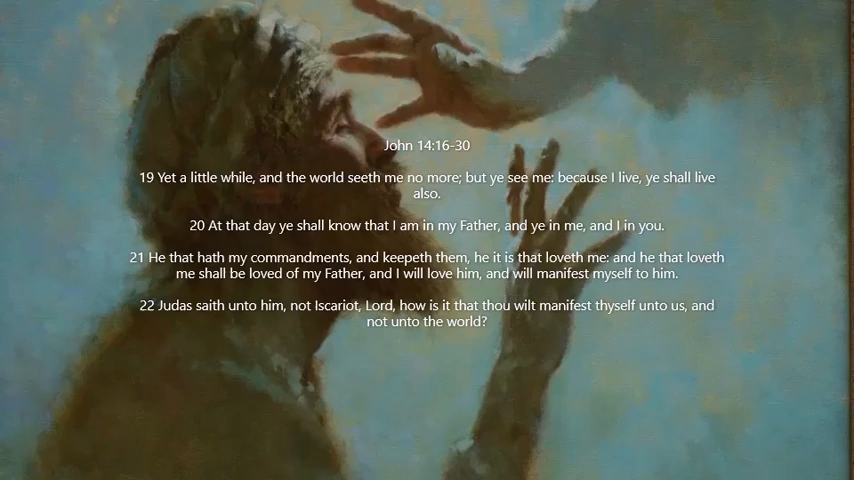 John 14:16-30
19 Yet a little while, and the world seeth me no more; but ye see me: because I live, ye shall live
also.
20 At that day ye shall know that I am in my Father, and ye in me, and I in you.
21 He that hath my commandments, and keepeth them, he it is that loveth me: and he that loveth
me shall be loved of my Father, and I will love him, and will manifest myself to him.
22 Judas saith unto him, not Iscariot, Lord, how is it that thou wilt manifest thyself unto us, and
not unto the world?